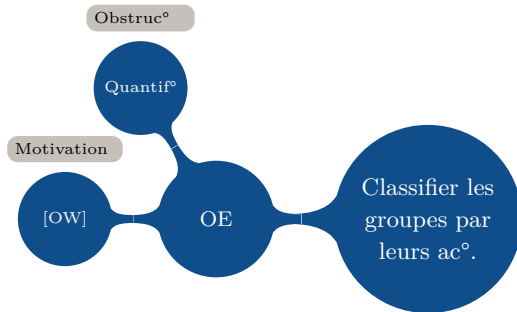 Obstruc°
Quantif°
Motivation
[OW]
OE
Classifier les
groupes par
leurs ac°.